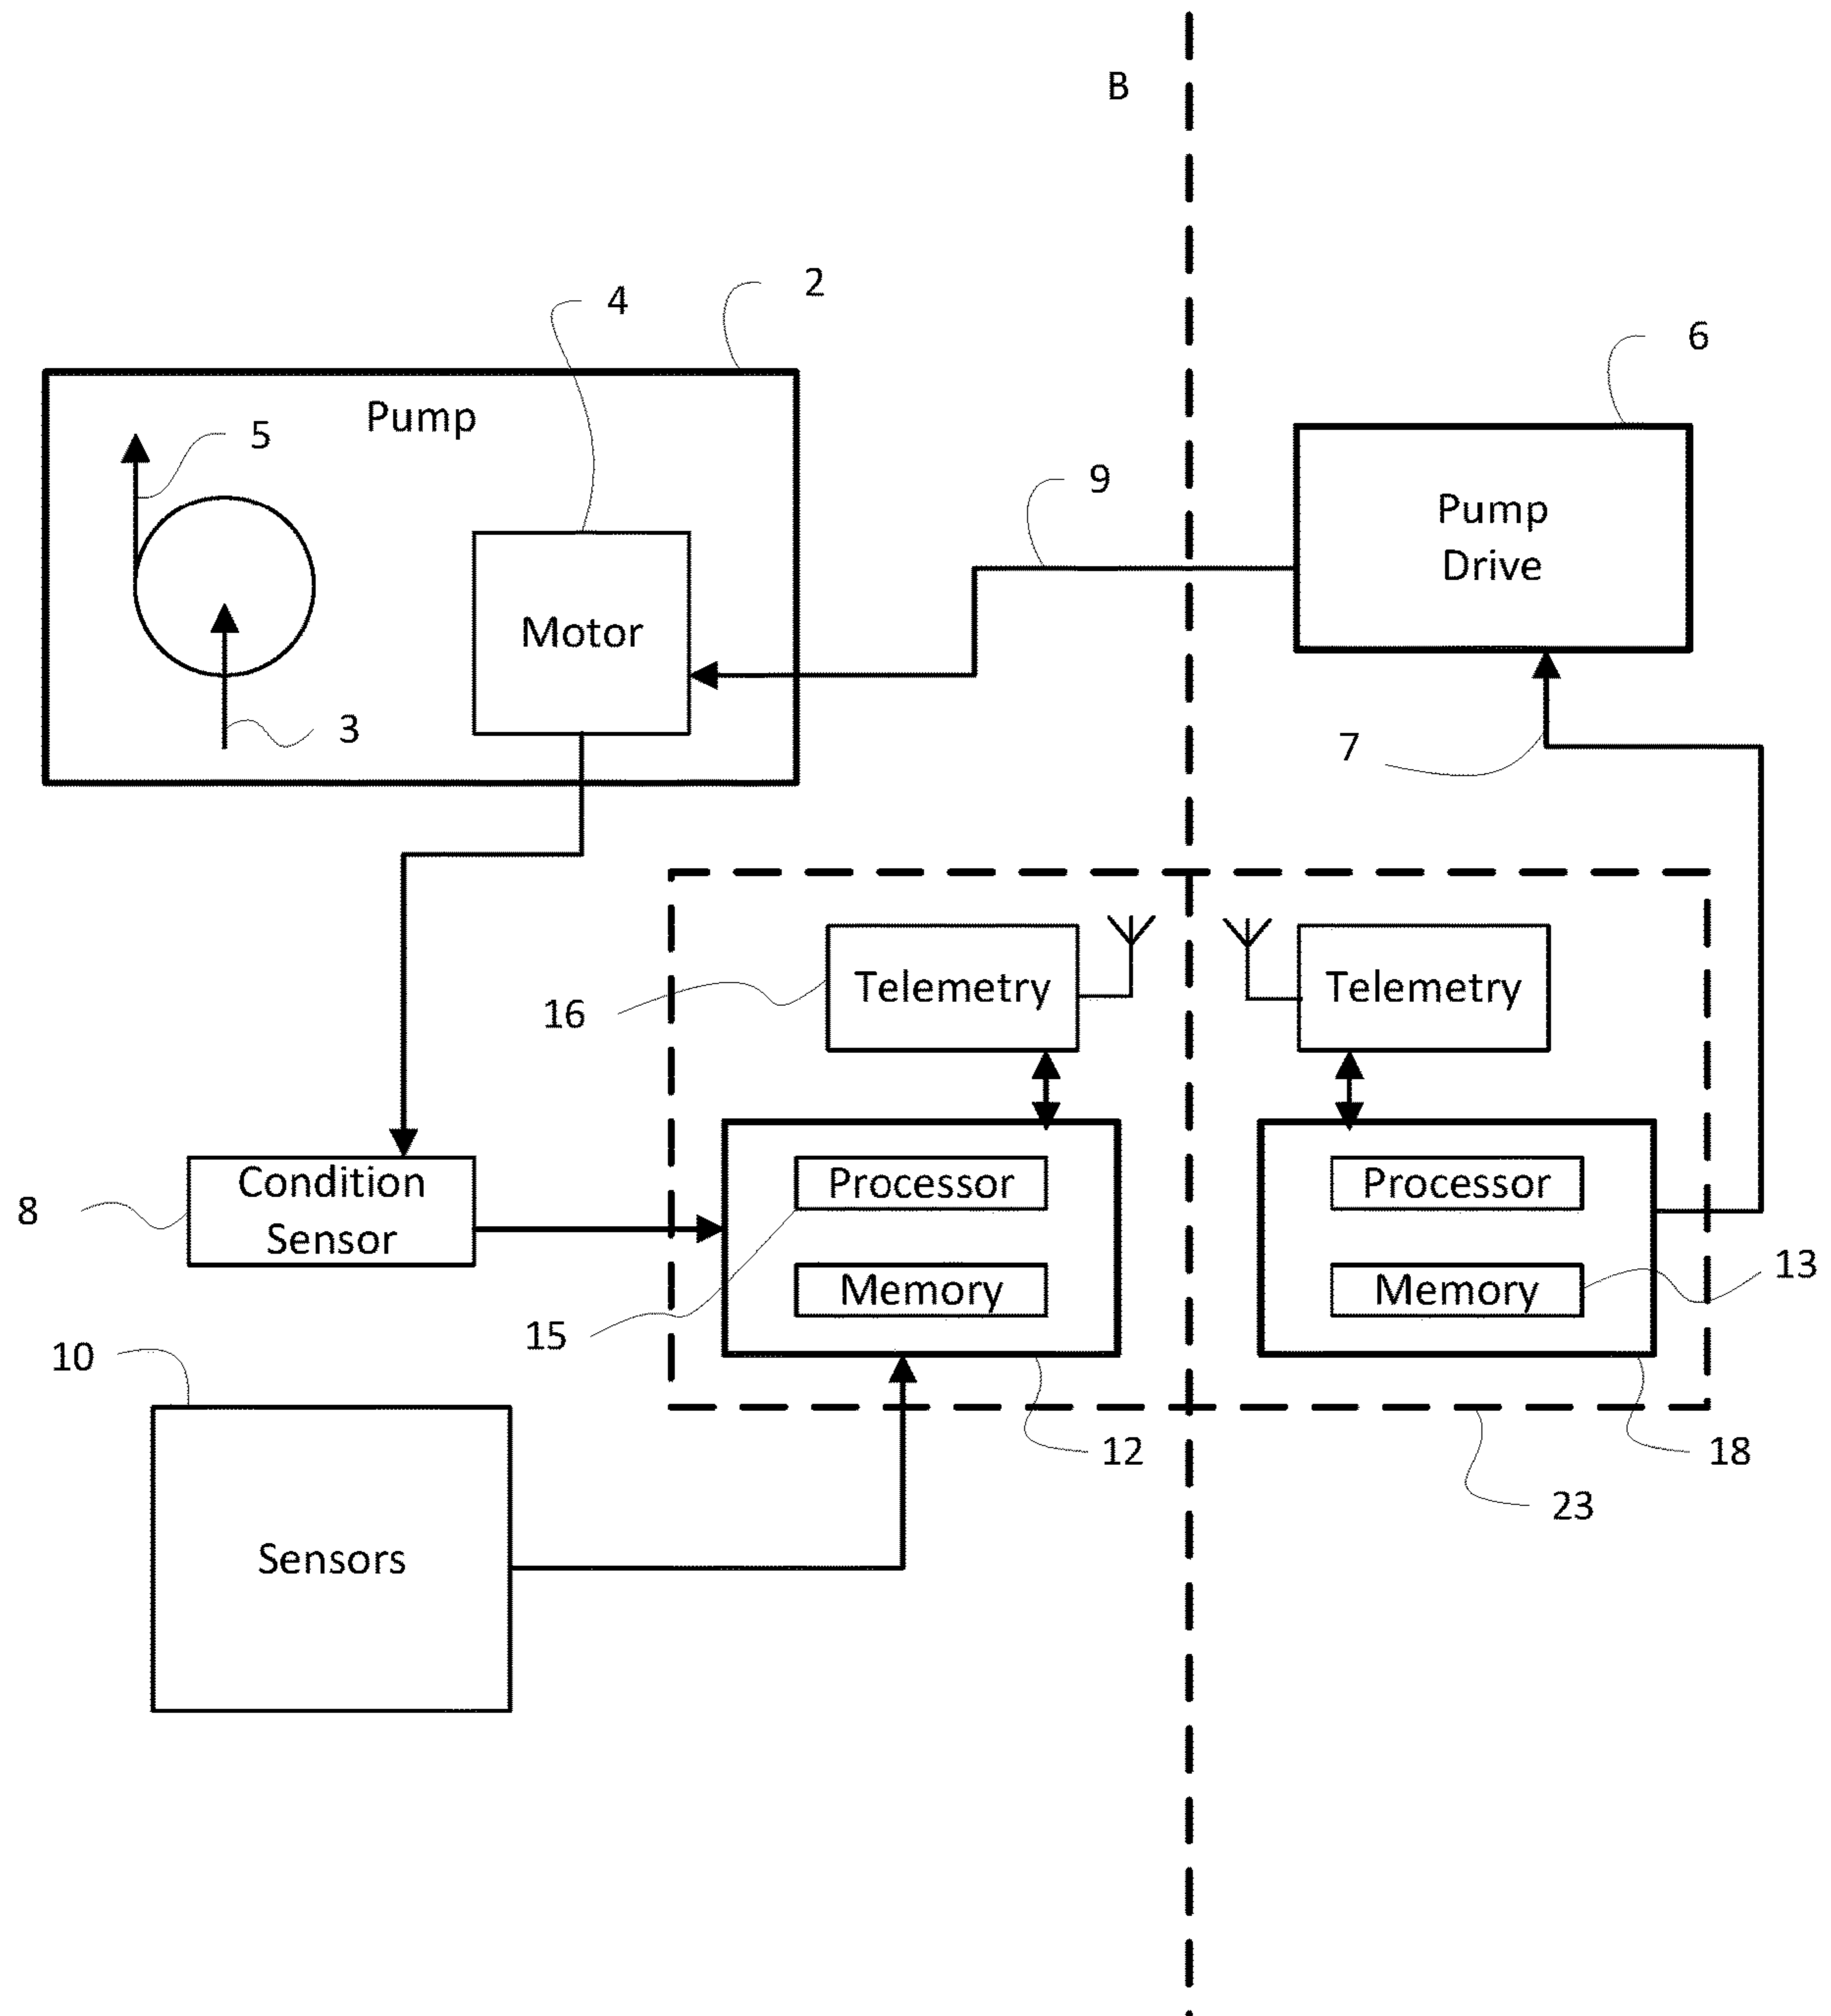 B
2
4
6
Pump
5
9
Pump
Drive
Motor
3
7
Telemetry
Telemetry
16
Condition
Sensor
8
Processor
Processor
Memory
Memory
13
15
10
12
18
23
Sensors